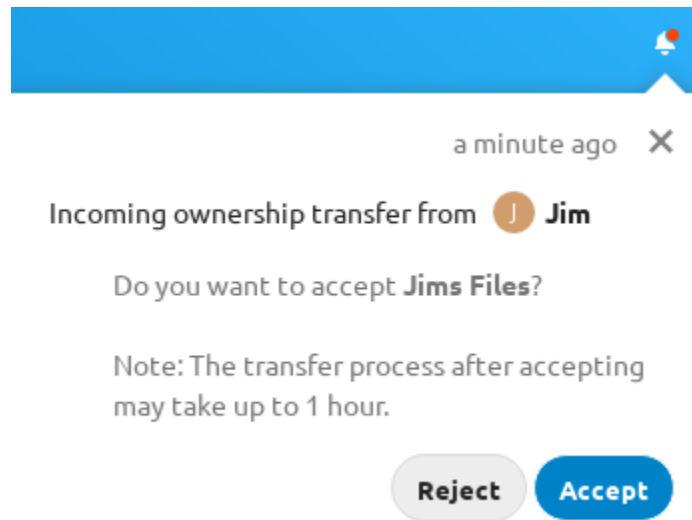 a minute ago
Incoming ownership transfer from J Jim
Do you want to accept Jims Files?
Note: The transfer process after accepting
may take up to 1 hour.
Reject Accept